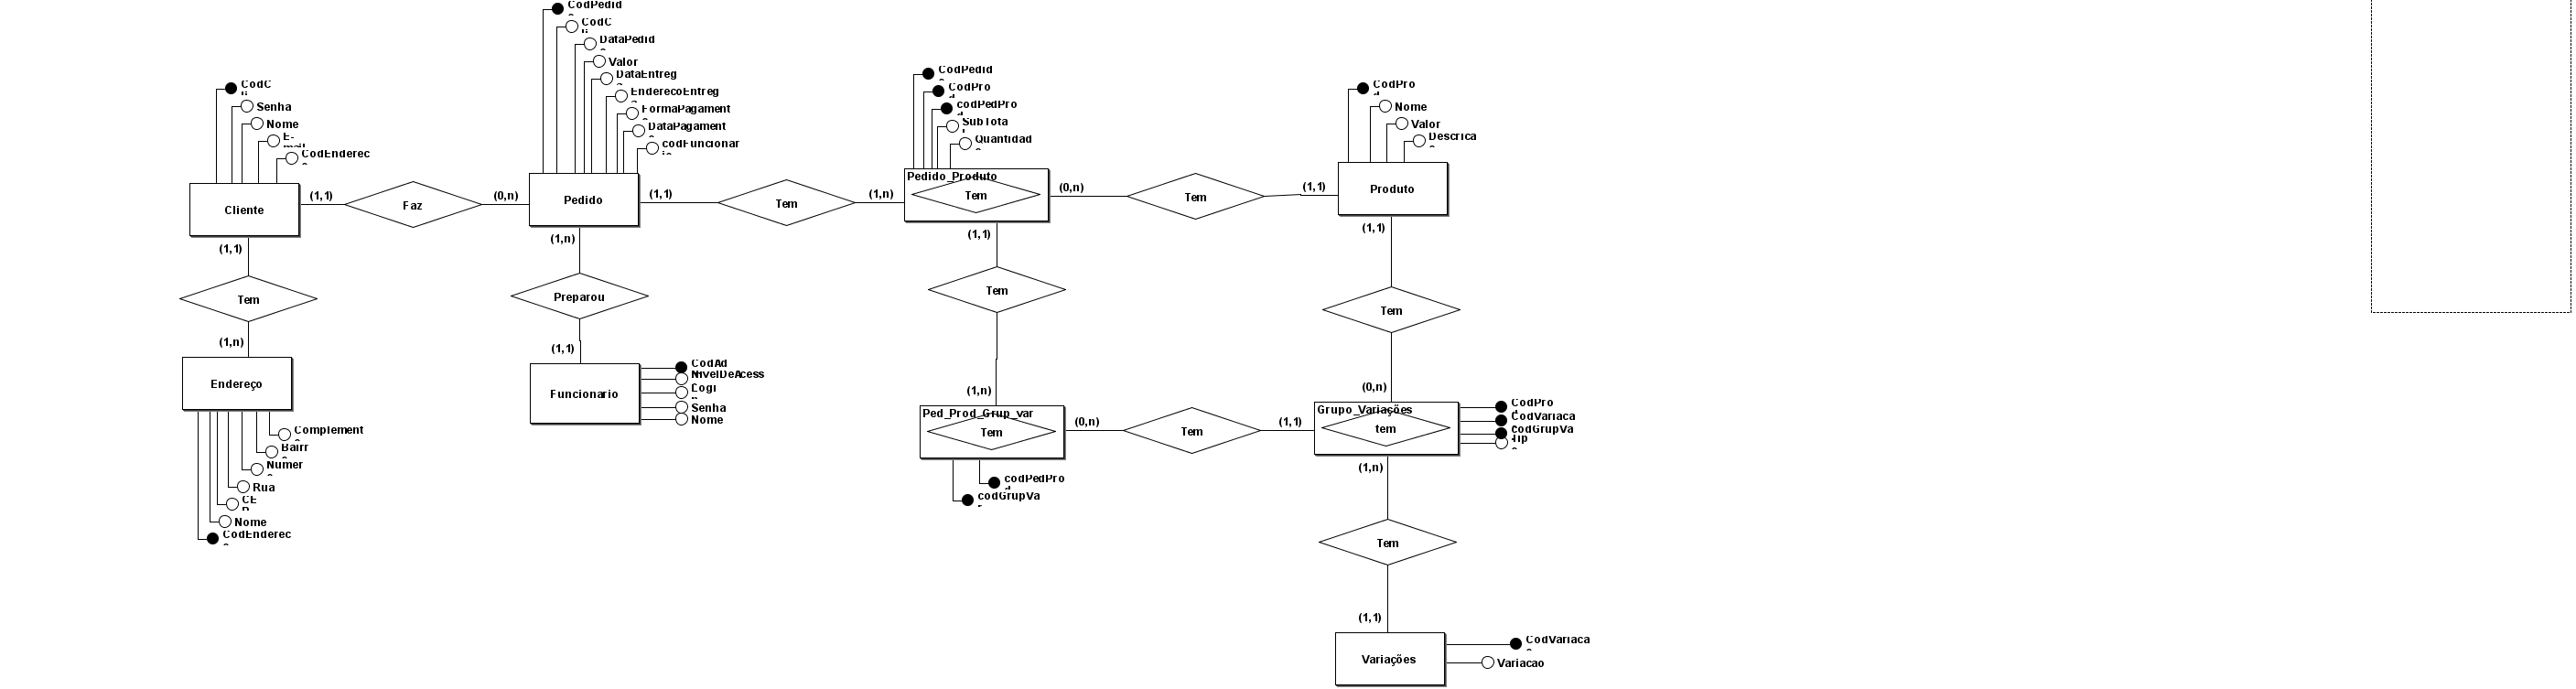 CodPedid
CodC
DataPedid
Valor
DataEntreg
EnderecoEntreg
FormaPagament
DataPagament
codFuncionar
CodC
Senha
Nome
E-
CodEnderec
Cliente
(1,1)
Faz
(0,n)
Pedido
(1,1)
Tem
(1,n)
CodPedid
CodPro
codPedPro
SubTota
Quantidad
Pedido_Produto
Tem
(0,n)
Tem
(1,1)
CodPro
Nome
Valor
Descrica
Produto
(1,1)
Tem
(1,n)
Endereço
Complement
Bairr
Numer
Rua
CE
Nome
CodEnderec
(1,n)
Preparou
(1,1)
Funcionario
CodAd
NivelDeAcess
Logi
Senha
Nome
(1,1)
Tem
(1,n)
Ped_Prod_Grup_var
Tem
codPedPro
codGrupVa
(0,n)
Tem
(1,1)
(1,1)
Tem
(0,n)
Grupo_Variações
tem
CodPro
CodVariaca
codGrupVa
Tip
(1,n)
Tem
(1,1)
Variações
CodVariaca
Variacao